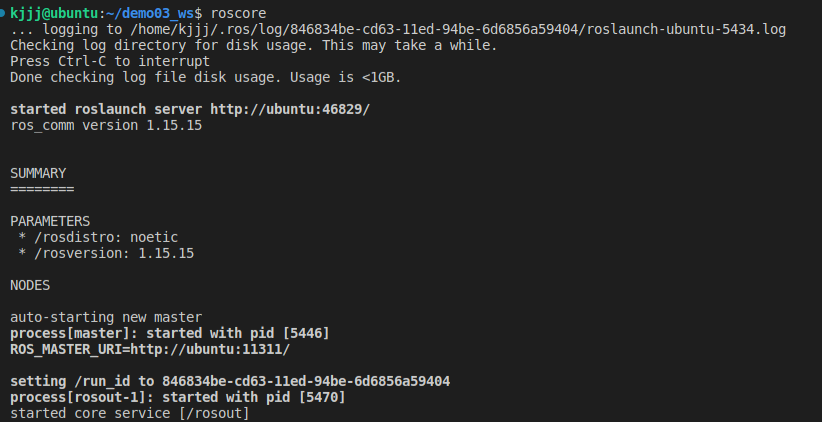 kjjj@ubuntu:~/demo03_ws$ roscore
... logging to /home/kjjj/.ros/log/846834be-cd63-11ed-94be-6d6856a59404/roslaunch-ubuntu-5434.log
Checking log directory for disk usage. This may take a while.
Press Ctrl-C to interrupt
Done checking log file disk usage. Usage is <1GB.

started roslaunch server http://ubuntu:46829/
ros_comm version 1.15.15


SUMMARY
========

PARAMETERS
 * /rosdistro: noetic
 * /rosversion: 1.15.15

NODES

auto-starting new master
process[master]: started with pid [5446]
ROS_MASTER_URI=http://ubuntu:11311/

setting /run_id to 846834be-cd63-11ed-94be-6d6856a59404
process[rosout-1]: started with pid [5470]
started core service [/rosout]